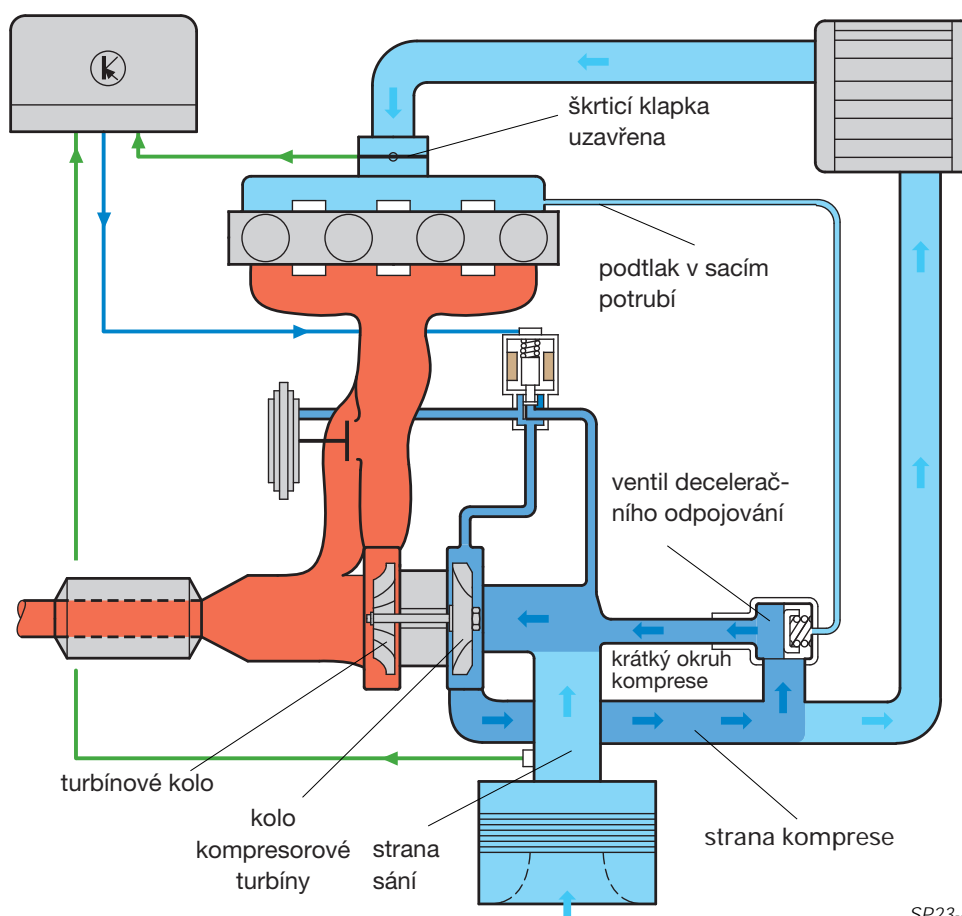 škrticí klapka
uzavřena
podtlak v sacím
potrubí
ventil decelerač-
ního odpojování
krátký okruh
komprese
turbínové kolo
kolo
kompresorové
turbíny
strana
sání
strana komprese
SP23-